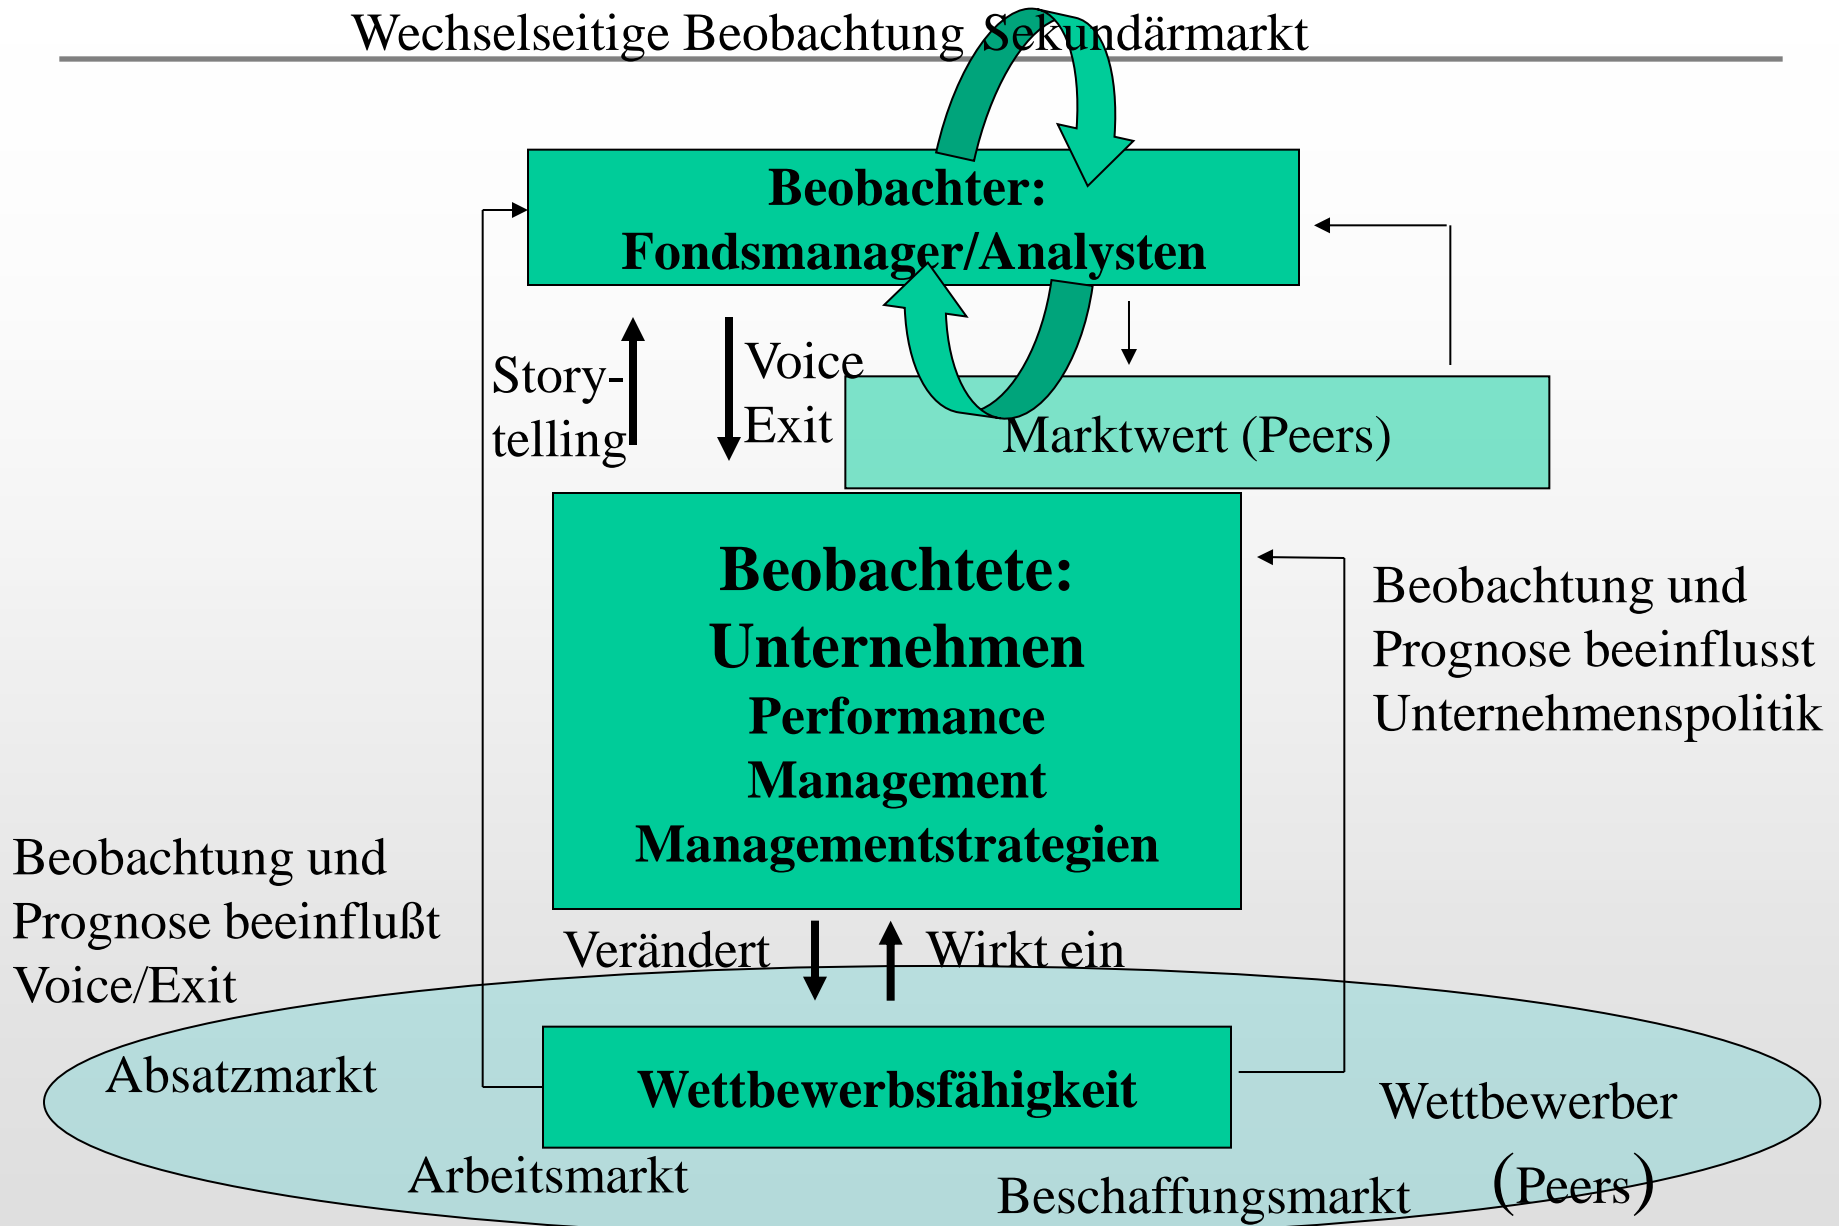 Wechselseitige Beobachtung Sekundärmarkt
Beobachter:
Fondsmanager/Analysten
Story-
telling
Voice
Exit
Marktwert (Peers)
Beobachtete:
Unternehmen
Performance
Management
Managementstrategien
Beobachtung und
Prognose beeinflusst
Unternehmenspolitik
Beobachtung und
Prognose beeinflußt
Voice/Exit
Verändert
Wirkt ein
Absatzmarkt
Wettbewerbsfähigkeit
Wettbewerber
(Peers)
Arbeitsmarkt
Beschaffungsmarkt